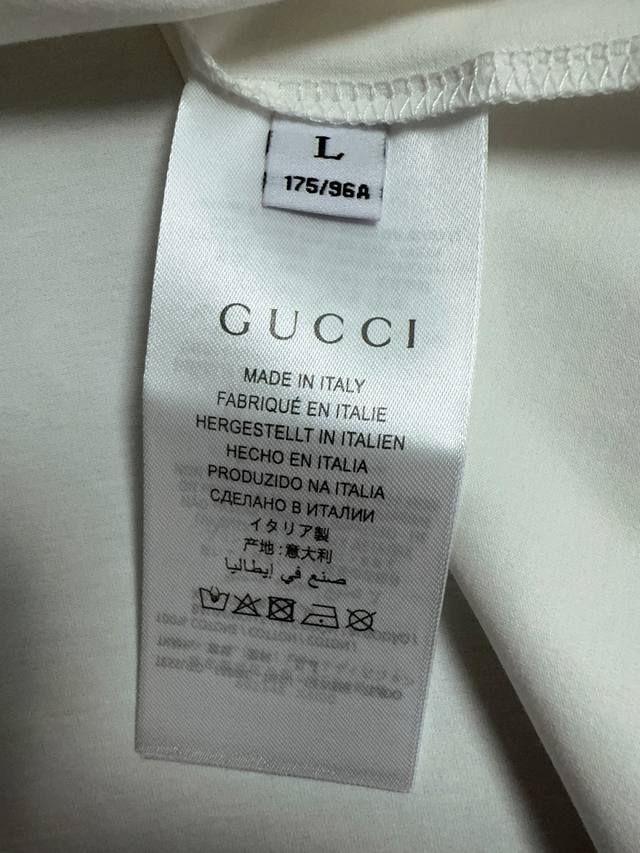 L
175/96A
GUCCI
MADE IN ITALY
FABRIQUÉ EN ITALIE
HERGESTELLT IN ITALIEN
HECHO EN ITALIA
PRODUZIDO NA ITALIA
СДЕЛАНО В ИТАЛИИ
イタリア製
产地:意大利
صنع في إيطاليا